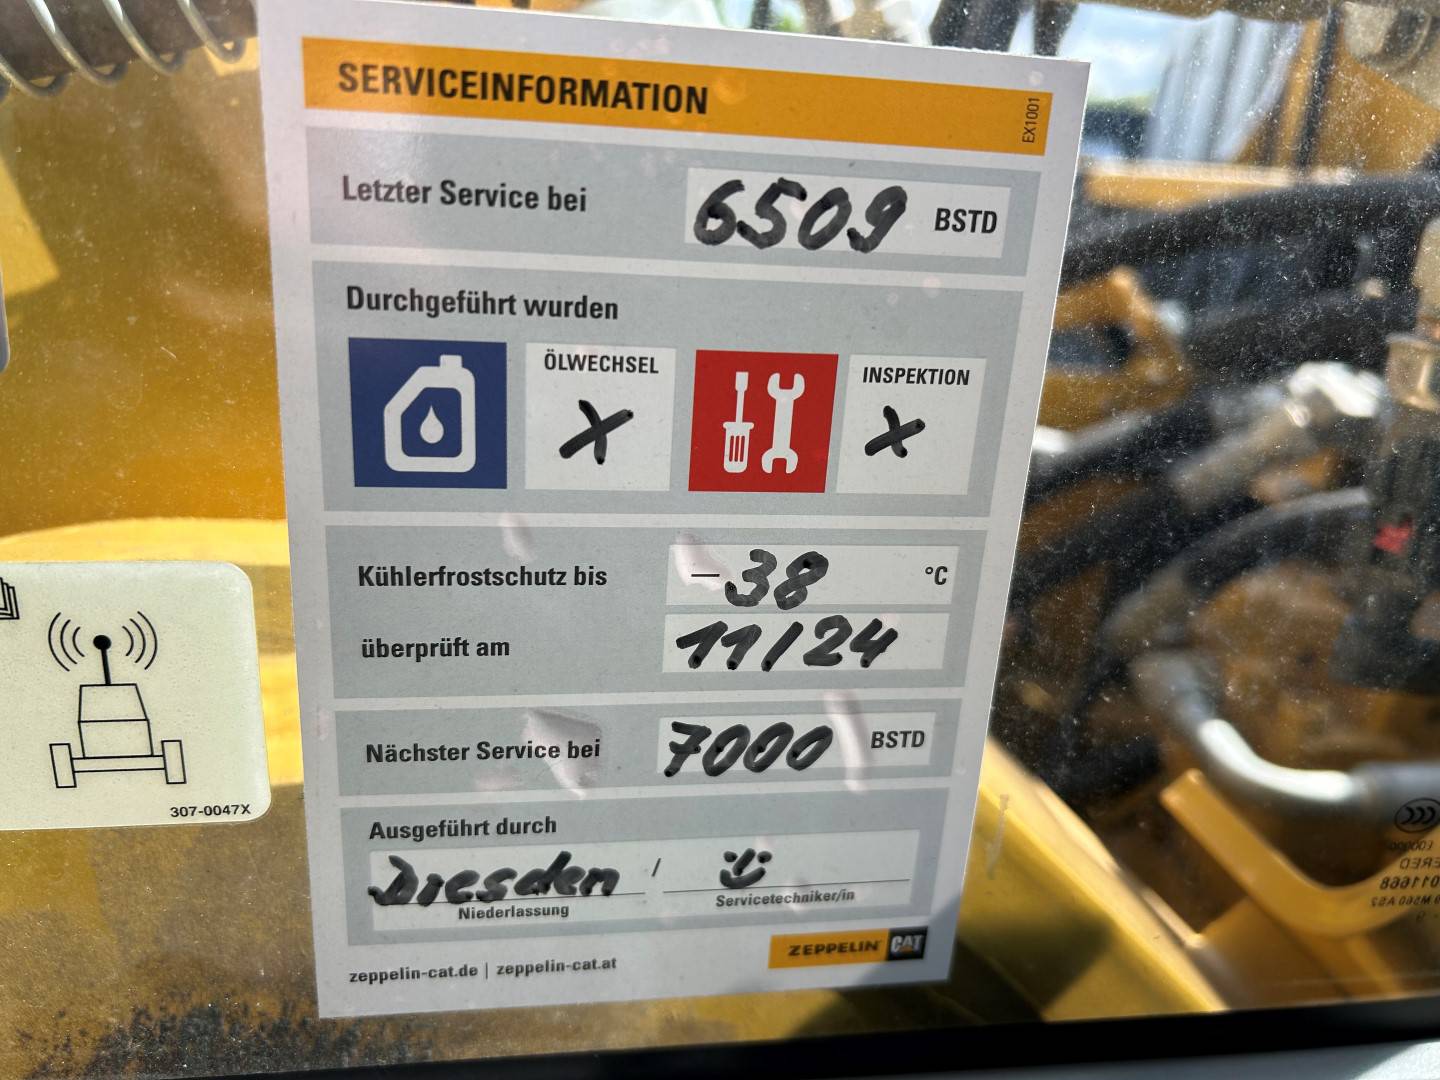 SERVICEINFORMATION
EX1001
Letzter Service bei 6509 BSTD
Durchgeführt wurden
ÖLWECHSEL X INSPEKTION X
Kühlerfrostschutz bis -38 °C
überprüft am 11/24
Nächster Service bei 7000 BSTD
Ausgeführt durch
Dresden /
Niederlassung Servicetechniker/in
ZEPPELIN CAT
zeppelin-cat.de | zeppelin-cat.at
307-0047X